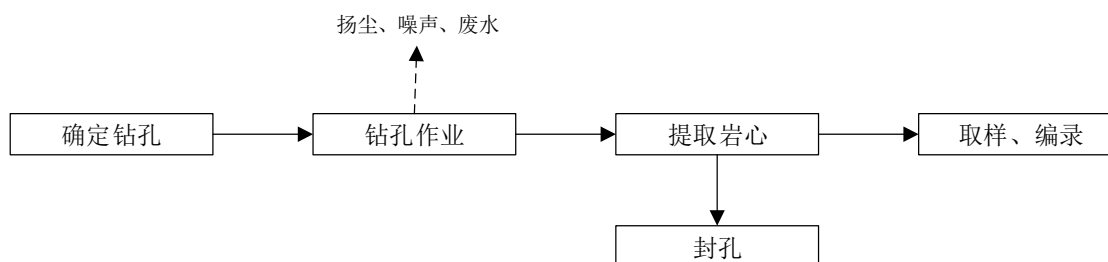 扬尘、噪声、废水
确定钻孔
钻孔作业
提取岩心
取样、编录
封孔